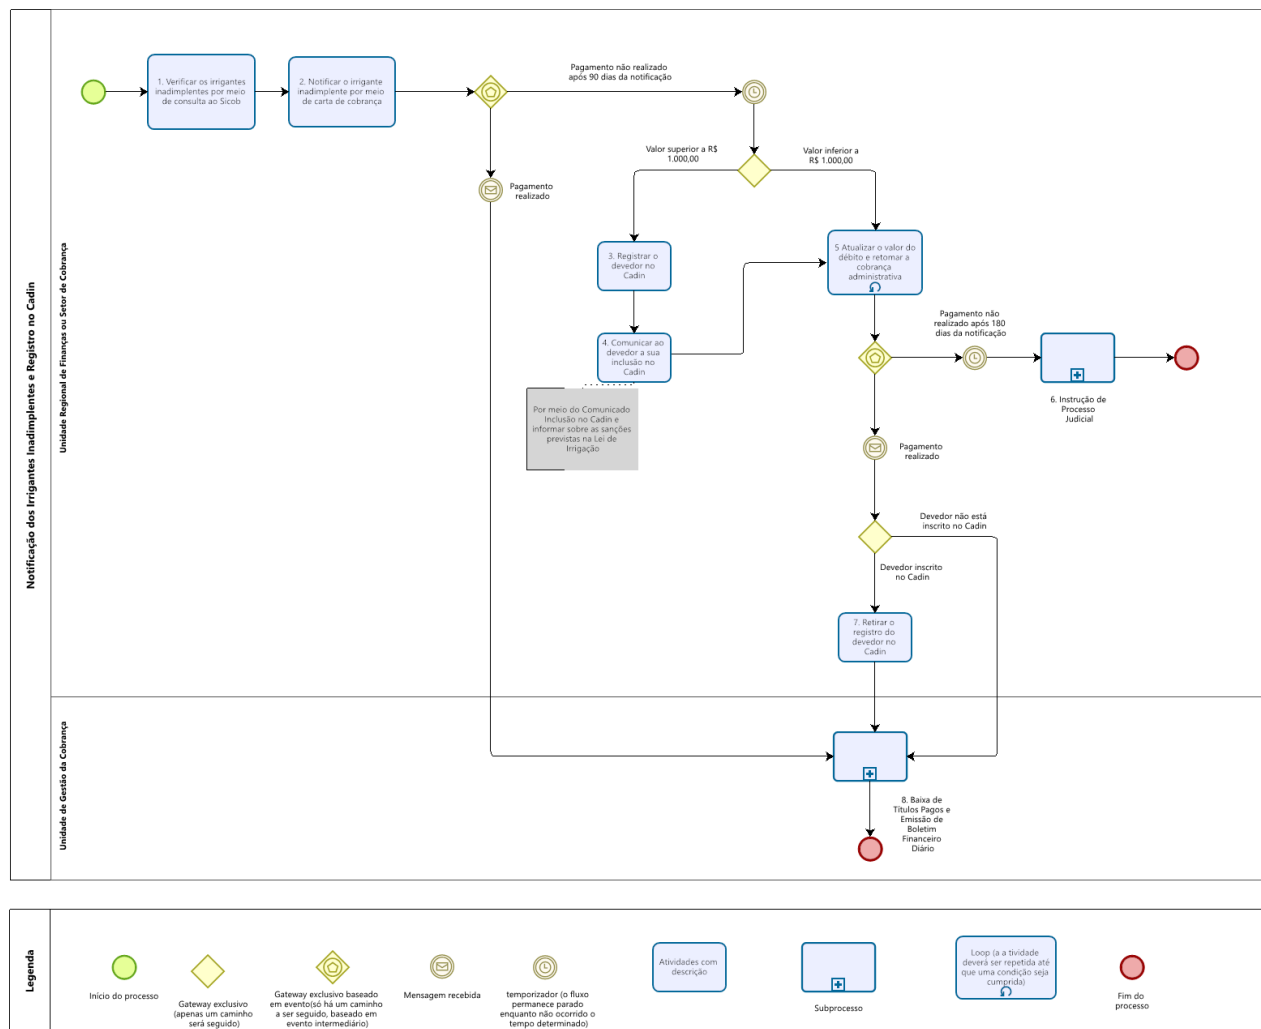 Notificação dos Irrigantes Inadimplentes e Registro no Cadin
Unidade Regional de Finanças ou Setor de Cobrança
1. Verificar os irrigantes
inadimplentes por meio
de consulta ao Sicob
2. Notificar o irrigante
inadimplente por meio
de carta de cobrança
Pagamento não realizado
após 90 dias da notificação
Pagamento
realizado
Valor superior a R$
1.000,00
Valor inferior a
R$ 1.000,00
3. Registrar o
devedor no
Cadin
4. Comunicar ao
devedor a sua
inclusão no
Cadin
Por meio do Comunicado
Inclusão no Cadin e
informar sobre as sanções
previstas na Lei de
Irrigação
5 Atualizar o valor do
débito e retomar a
cobrança
administrativa
Pagamento não
realizado após 180
dias da notificação
6. Instrução de
Processo
Judicial
Pagamento
realizado
Devedor não está
inscrito no Cadin
Devedor inscrito
no Cadin
7. Retirar o
registro do
devedor no
Cadin
Unidade de Gestão da Cobrança
8. Baixa de
Títulos Pagos e
Emissão de
Boletim
Financeiro
Diário
Legenda
Início do processo
Gateway exclusivo
(apenas um caminho
será seguido)
Gateway exclusivo baseado
em evento(só há um caminho
a ser seguido, baseado em
evento intermediário)
Mensagem recebida
temporizador (o fluxo
permanece parado
enquanto não ocorrido o
tempo determinado)
Atividades com
descrição
Subprocesso
Loop (a a tividade
deverá ser repetida até
que uma condição seja
cumprida)
Fim do
processo